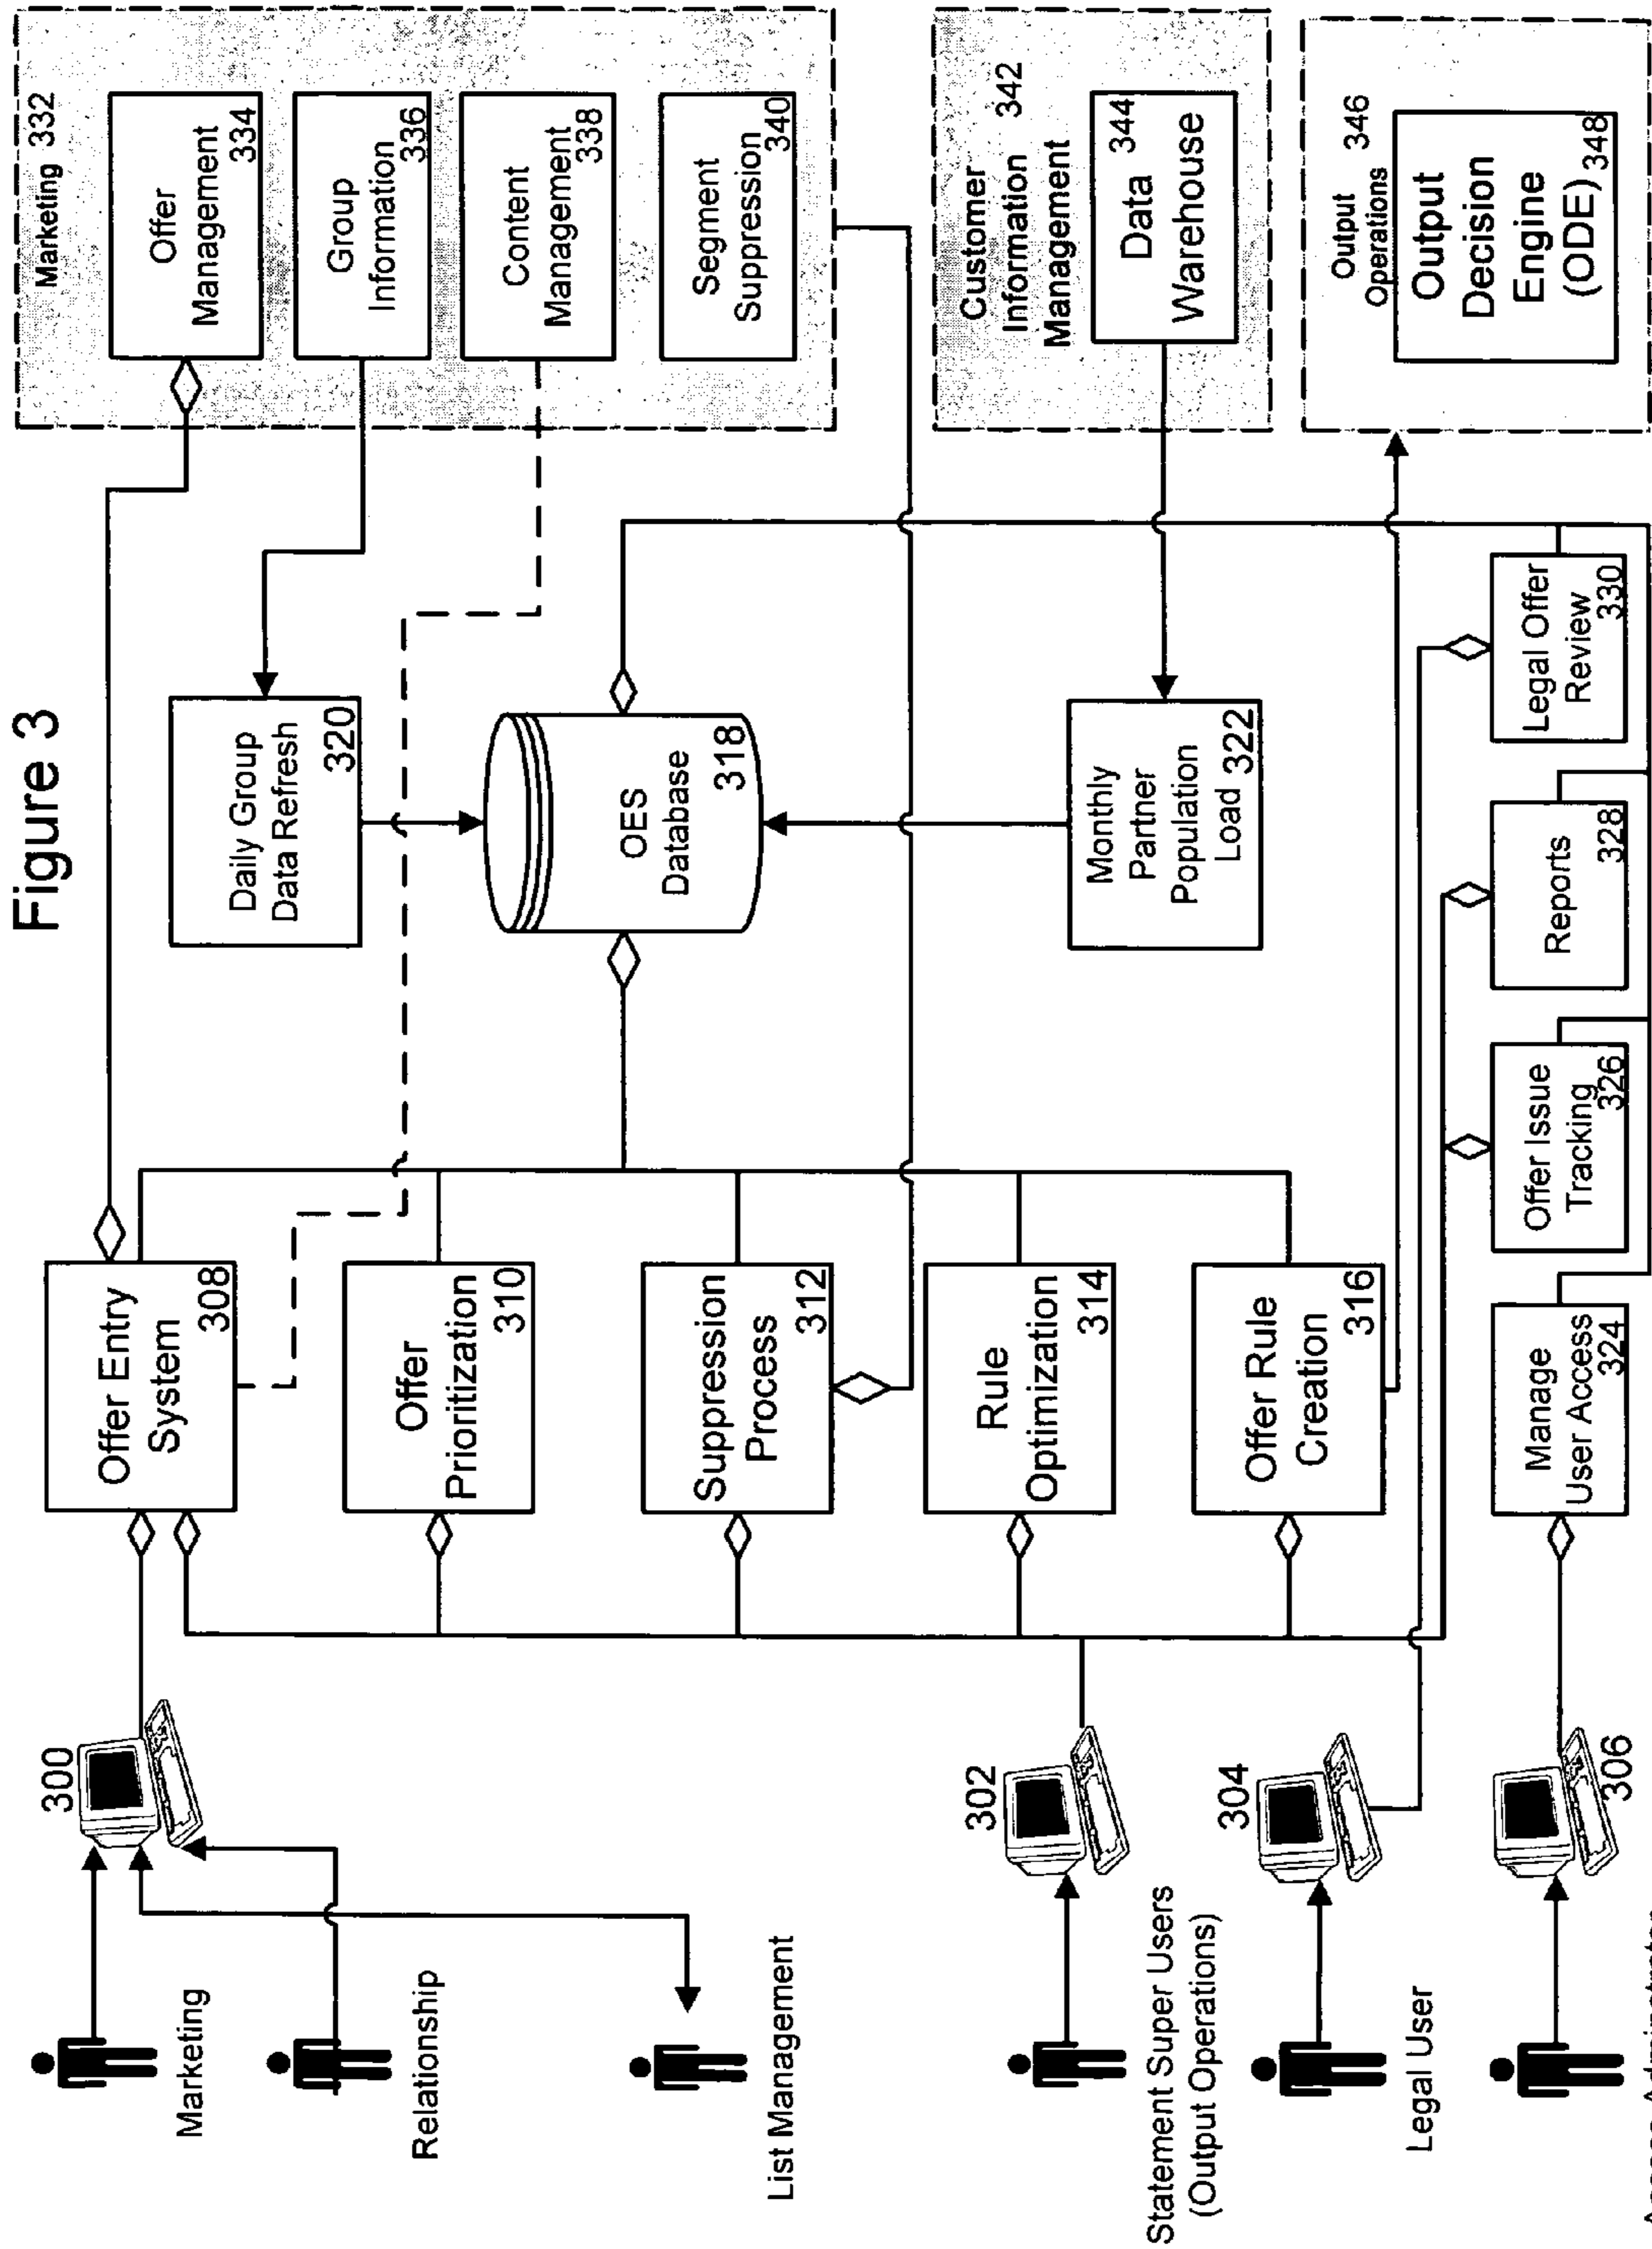 Figure 3
Marketing
Relationship
List Management
Statement Super Users
(Output Operations)
Legal User
Access Administrator
300
302
304
306
Offer Entry
System
308
Offer
Prioritization
310
Suppression
Process
312
Rule
Optimization
314
Offer Rule
Creation
316
Daily Group
Data Refresh
320
OES
Database
318
Monthly
Partner
Population
Load 322
Manage
User Access
324
Offer Issue
Tracking
326
Reports
328
Legal Offer
Review
330
Marketing 332
Offer
Management
334
Group
Information
336
Content
Management
338
Segment
Suppression
340
Customer
Information 342
Management
Data 344
Warehouse
Output 346
Operations
Output
Decision
Engine
(ODE) 348